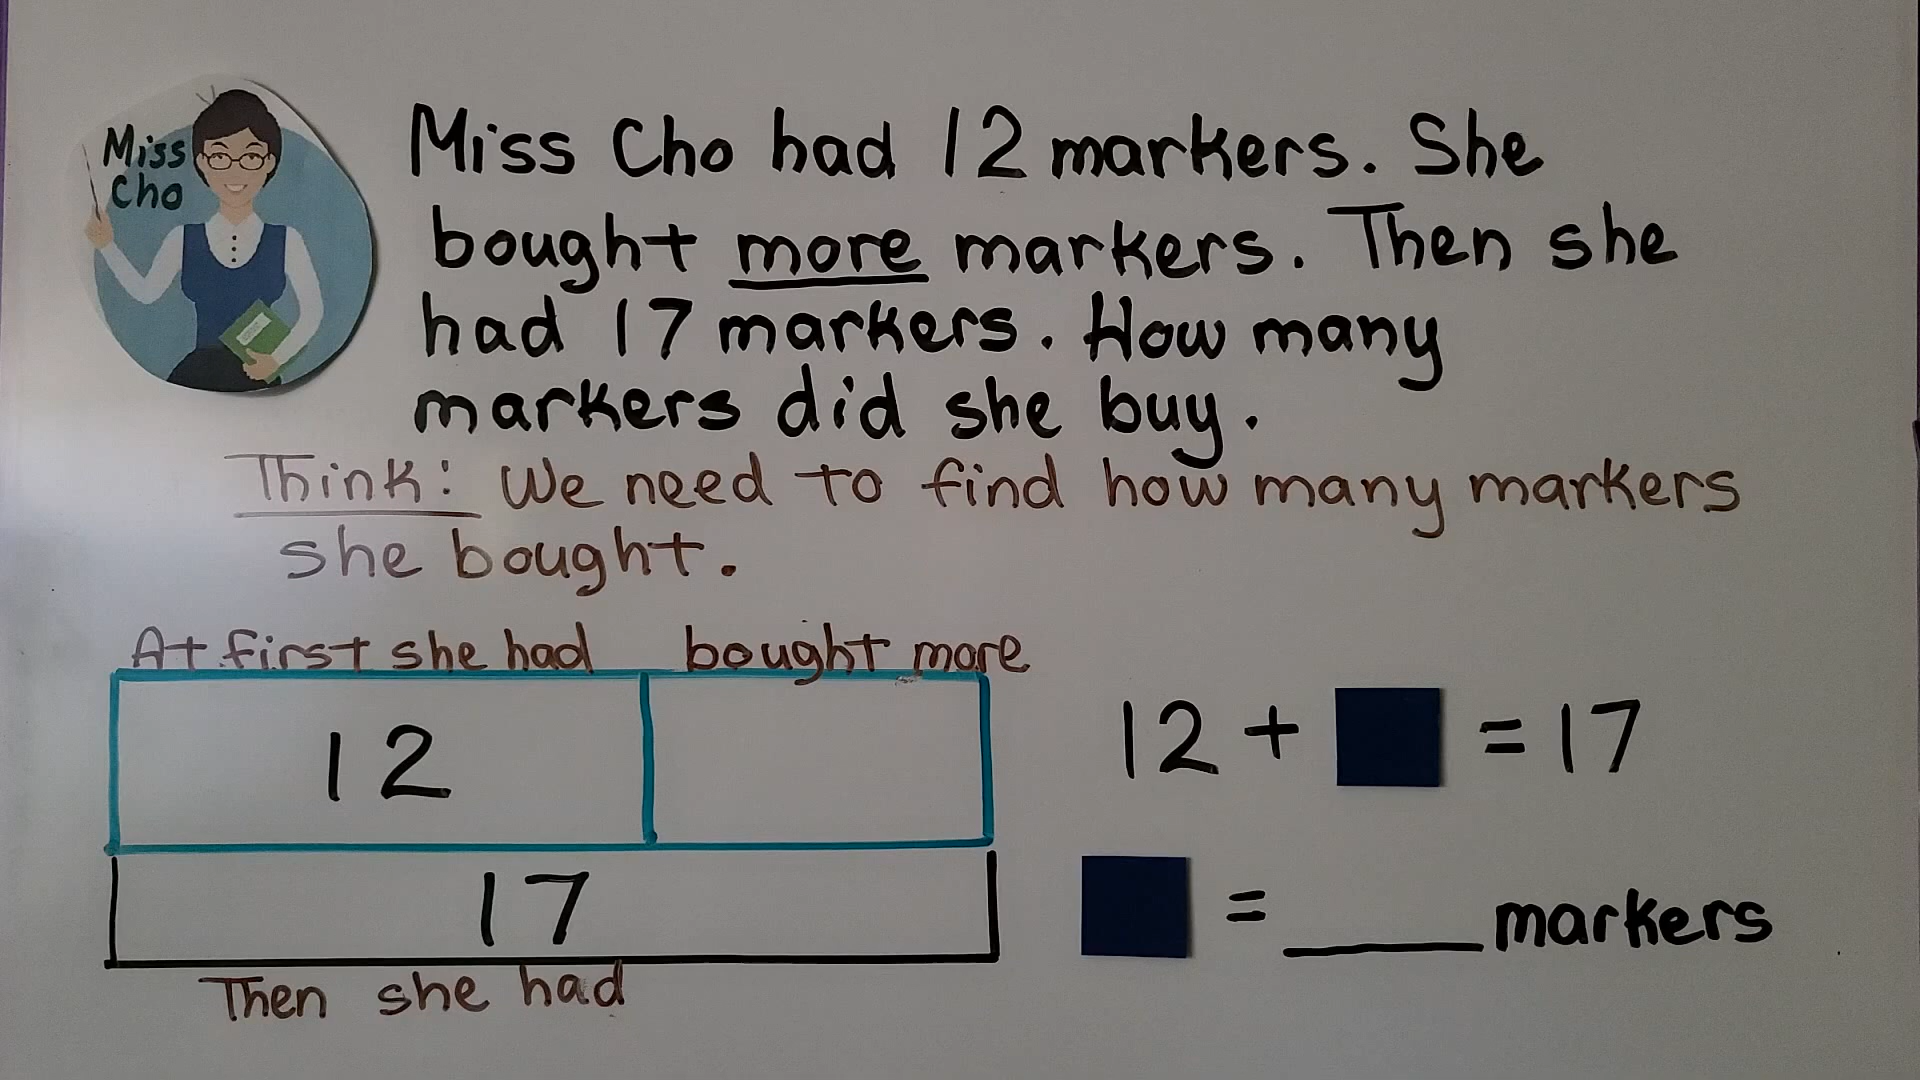 Miss
Cho
Miss Cho had 12 markers. She
bought more markers. Then she
had 17 markers. How many
markers did she buy.
Think: We need to find how many markers
she bought.
At first she had bought more
12
12 + = 17
17
= ____ markers
Then she had